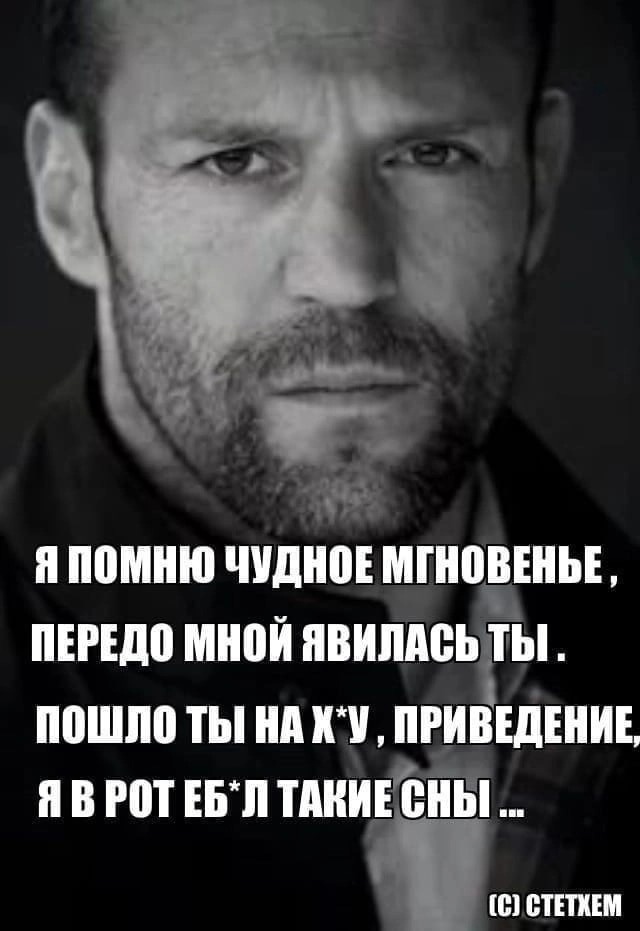 Я ПОМНЮ ЧУДНОЕ МГНОВЕНЬЕ ,
ПЕРЕДО МНОЙ ЯВИЛАСЬ ТЫ .
ПОШЛО ТЫ НА Х*У , ПРИВЕДЕНИЕ,
Я В РОТ ЕБ*Л ТАКИЕ СНЫ ...
(С) СТЕТХЕМ